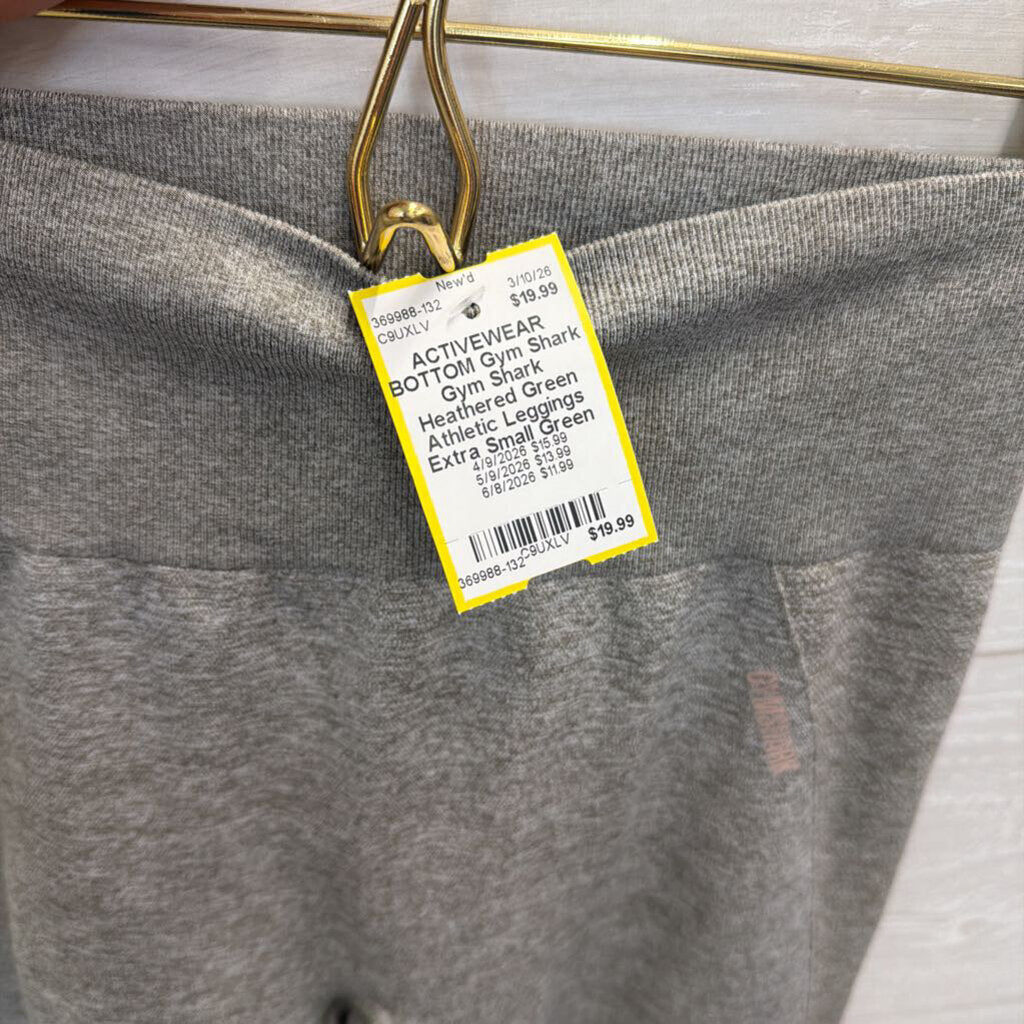 New'd
369988-132 3/10/26
C9UXLV $19.99
ACTIVEWEAR
BOTTOM Gym Shark
Gym Shark
Heathered Green
Athletic Leggings
Extra Small Green
4/9/2026 $15.99
5/9/2026 $13.99
6/8/2026 $11.99
369988-132 C9UXLV $19.99
GYMSHARK